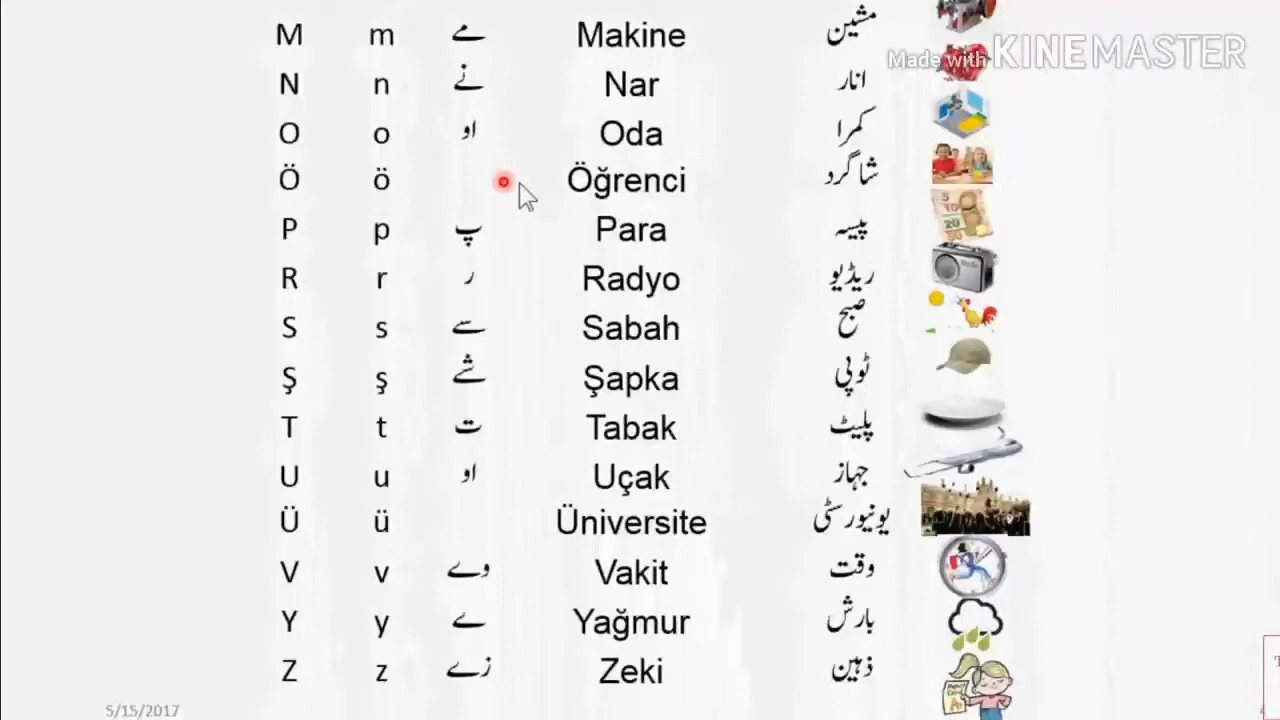 M m مے Makine مشین
Made with KINEMASTER
N n نے Nar انار
O o او Oda کمرا
Ö ö Öğrenci شاگرد
P p پ Para پیسہ
R r ر Radyo ریڈیو
S s سے Sabah صبح
Ş ş شے Şapka ٹوپی
T t ت Tabak پلیٹ
U u او Uçak جہاز
Ü ü Üniversite یونیورسٹی
V v وے Vakit وقت
Y y ے Yağmur بارش
Z z زے Zeki ذہین
5/15/2017